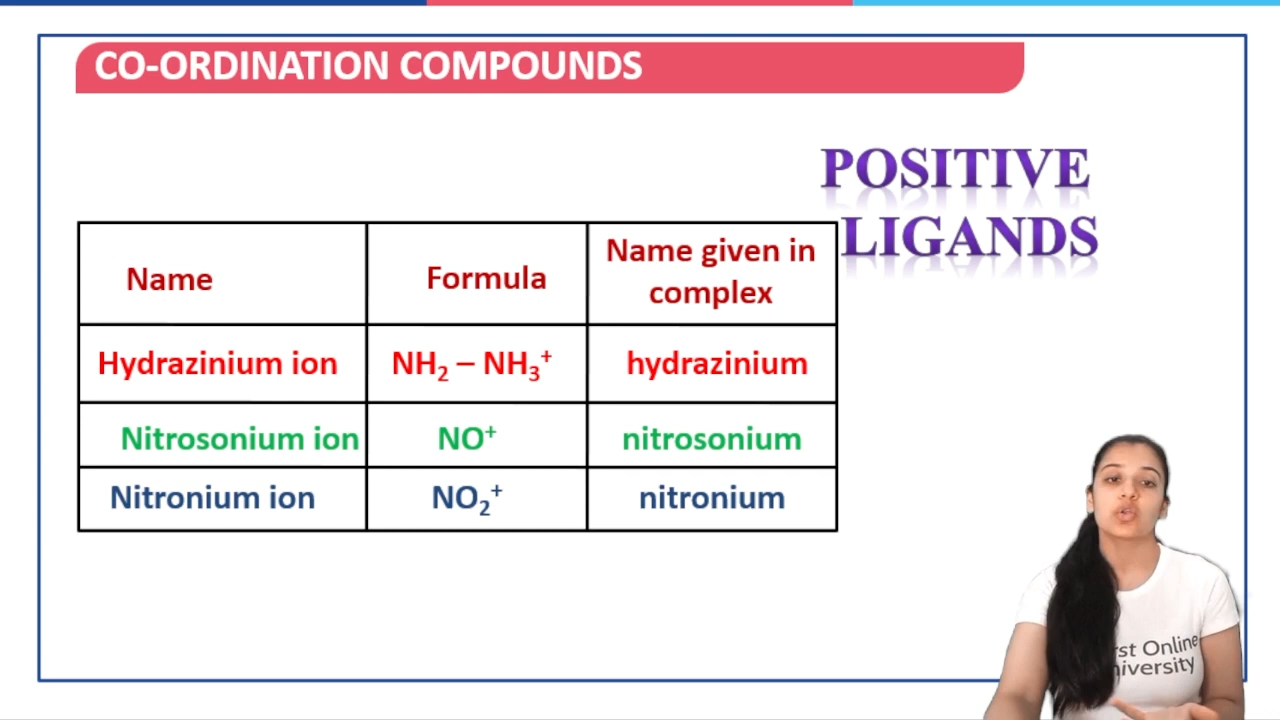 CO-ORDINATION COMPOUNDS
POSITIVE
LIGANDS
Name
Formula
Name given in
complex
Hydrazinium ion
NH₂ – NH₃⁺
hydrazinium
Nitrosonium ion
NO⁺
nitrosonium
Nitronium ion
NO₂⁺
nitronium
Online